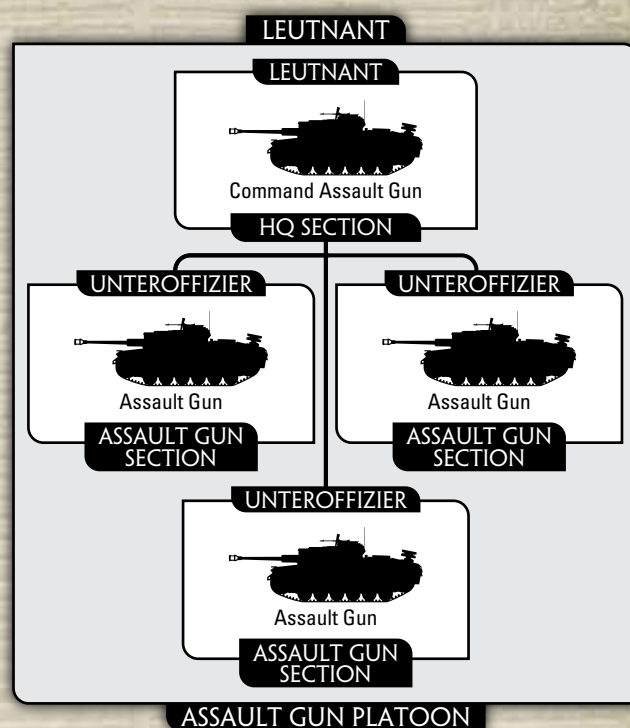 LEUTNANT
LEUTNANT
Command Assault Gun
HQ SECTION
UNTEROFFIZIER
Assault Gun
ASSAULT GUN
SECTION
UNTEROFFIZIER
Assault Gun
ASSAULT GUN
SECTION
UNTEROFFIZIER
Assault Gun
ASSAULT GUN
SECTION
ASSAULT GUN PLATOON